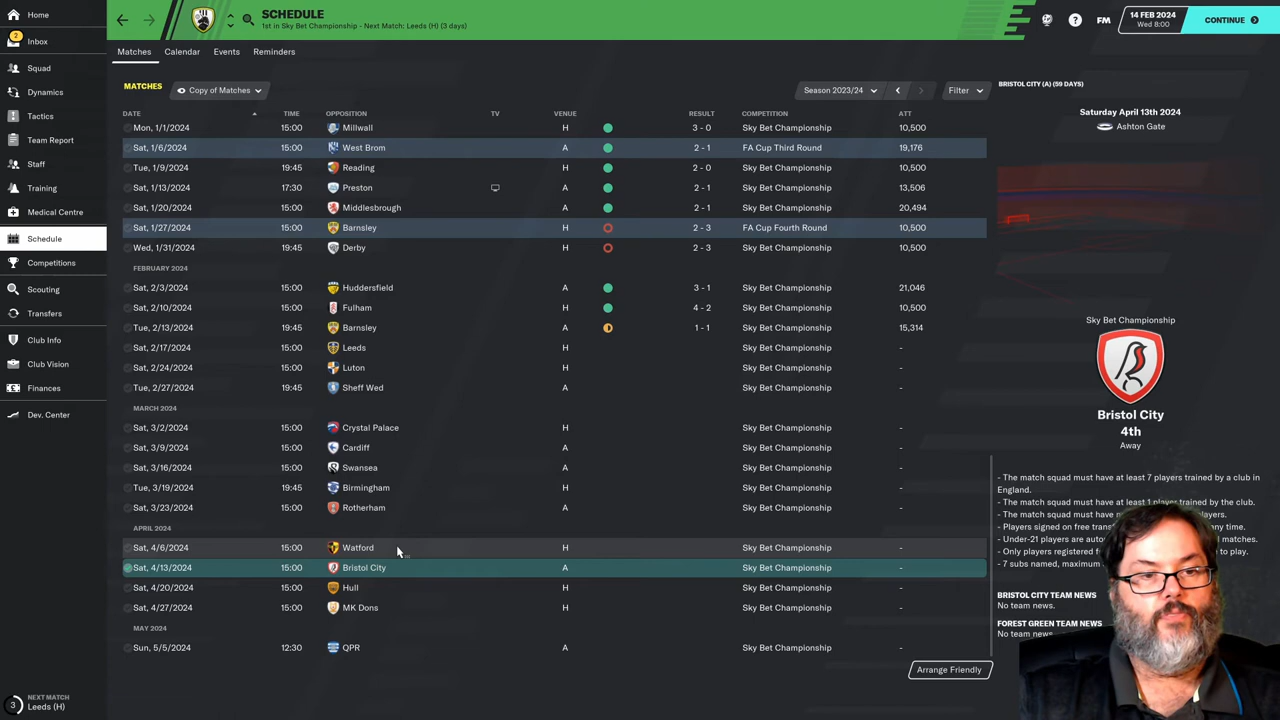 Home
2
Inbox
Squad
Dynamics
Tactics
Team Report
Staff
Training
Medical Centre
Schedule
Competitions
Scouting
Transfers
Club Info
Club Vision
Finances
Dev. Center
3
NEXT MATCH
Leeds (H)
SCHEDULE
1st in Sky Bet Championship - Next Match: Leeds (H) (3 days)
FM
14 FEB 2024
Wed 8:00
CONTINUE
Matches Calendar Events Reminders
MATCHES Copy of Matches Season 2023/24 Filter
DATE TIME OPPOSITION TV VENUE RESULT COMPETITION ATT
Mon, 1/1/2024 15:00 Millwall H 3 - 0 Sky Bet Championship 10,500
Sat, 1/6/2024 15:00 West Brom A 2 - 1 FA Cup Third Round 19,176
Tue, 1/9/2024 19:45 Reading H 2 - 0 Sky Bet Championship 10,500
Sat, 1/13/2024 17:30 Preston A 2 - 1 Sky Bet Championship 13,506
Sat, 1/20/2024 15:00 Middlesbrough A 2 - 1 Sky Bet Championship 20,494
Sat, 1/27/2024 15:00 Barnsley H 2 - 3 FA Cup Fourth Round 10,500
Wed, 1/31/2024 19:45 Derby H 2 - 3 Sky Bet Championship 10,500
FEBRUARY 2024
Sat, 2/3/2024 15:00 Huddersfield A 3 - 1 Sky Bet Championship 21,046
Sat, 2/10/2024 15:00 Fulham H 4 - 2 Sky Bet Championship 10,500
Tue, 2/13/2024 19:45 Barnsley A 1 - 1 Sky Bet Championship 15,314
Sat, 2/17/2024 15:00 Leeds H Sky Bet Championship -
Sat, 2/24/2024 15:00 Luton H Sky Bet Championship -
Tue, 2/27/2024 19:45 Sheff Wed A Sky Bet Championship -
MARCH 2024
Sat, 3/2/2024 15:00 Crystal Palace H Sky Bet Championship -
Sat, 3/9/2024 15:00 Cardiff A Sky Bet Championship -
Sat, 3/16/2024 15:00 Swansea A Sky Bet Championship -
Tue, 3/19/2024 19:45 Birmingham H Sky Bet Championship -
Sat, 3/23/2024 15:00 Rotherham A Sky Bet Championship -
APRIL 2024
Sat, 4/6/2024 15:00 Watford H Sky Bet Championship -
Sat, 4/13/2024 15:00 Bristol City A Sky Bet Championship -
Sat, 4/20/2024 15:00 Hull H Sky Bet Championship -
Sat, 4/27/2024 15:00 MK Dons H Sky Bet Championship -
MAY 2024
Sun, 5/5/2024 12:30 QPR A Sky Bet Championship -
Arrange Friendly
BRISTOL CITY (A) (59 DAYS)
Saturday April 13th 2024
Ashton Gate
Sky Bet Championship
Bristol City
4th
Away
- The match squad must have at least 7 players trained by a club in
England.
- The match squad must have at least 1 player trained by the club.
- The match squad must have players.
- Players signed on free trans any time.
- Under-21 players are matches.
- Only players to play.
- 7 subs named, maximum
BRISTOL CITY TEAM NEWS
No team news.
FOREST GREEN TEAM NEWS
No team news.